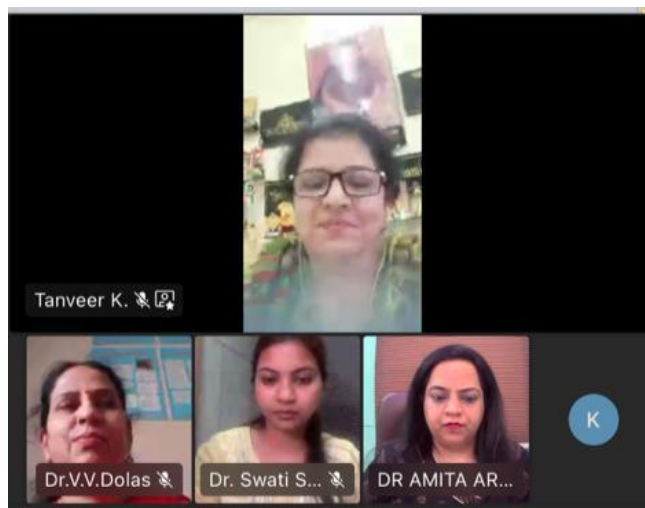 Tanveer K.
Dr.V.V.Dolas
Dr. Swati S...
DR AMITA AR...
K